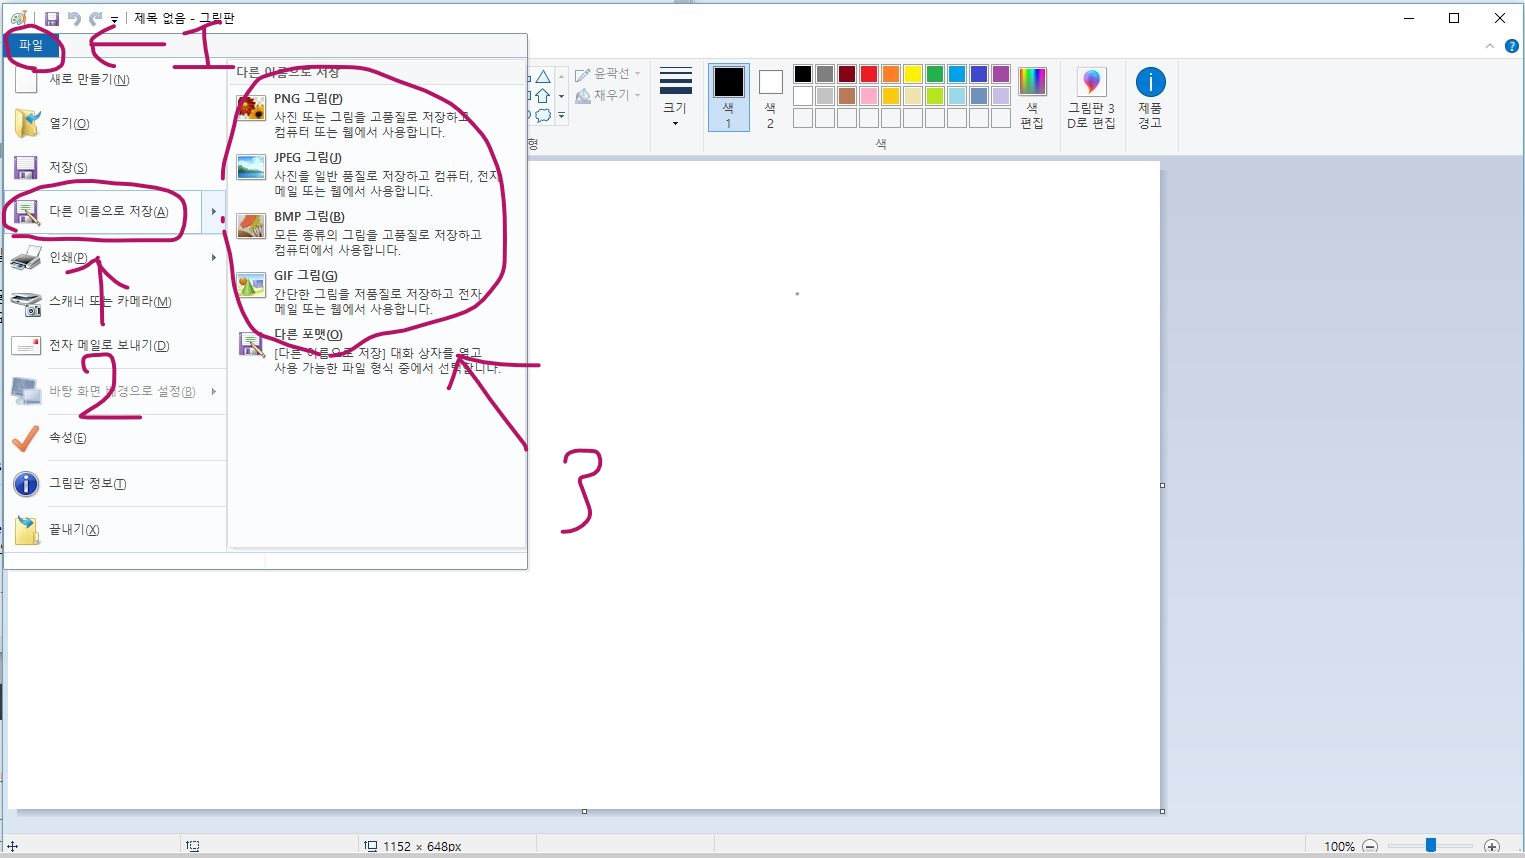 제목 없음 - 그림판
파일
← 1
새로 만들기(N)
열기(O)
저장(S)
다른 이름으로 저장(A)
인쇄(P)
스캐너 또는 카메라(M)
전자 메일로 보내기(D)
2
바탕 화면 배경으로 설정(B)
속성(E)
그림판 정보(T)
끝내기(X)
다른 이름으로 저장
PNG 그림(P)
사진 또는 그림을 고품질로 저장하고
컴퓨터 또는 웹에서 사용합니다.
JPEG 그림(J)
사진을 일반 품질로 저장하고 컴퓨터, 전자
메일 또는 웹에서 사용합니다.
BMP 그림(B)
모든 종류의 그림을 고품질로 저장하고
컴퓨터에서 사용합니다.
GIF 그림(G)
간단한 그림을 저품질로 저장하고 전자
메일 또는 웹에서 사용합니다.
다른 포맷(O)
[다른 이름으로 저장] 대화 상자를 열고
사용 가능한 파일 형식 중에서 선택합니다.
3
윤곽선
채우기
형
크기
색
1
색
2
색
편집
색
그림판 3
D로 편집
제품
경고
1152 × 648px
100%